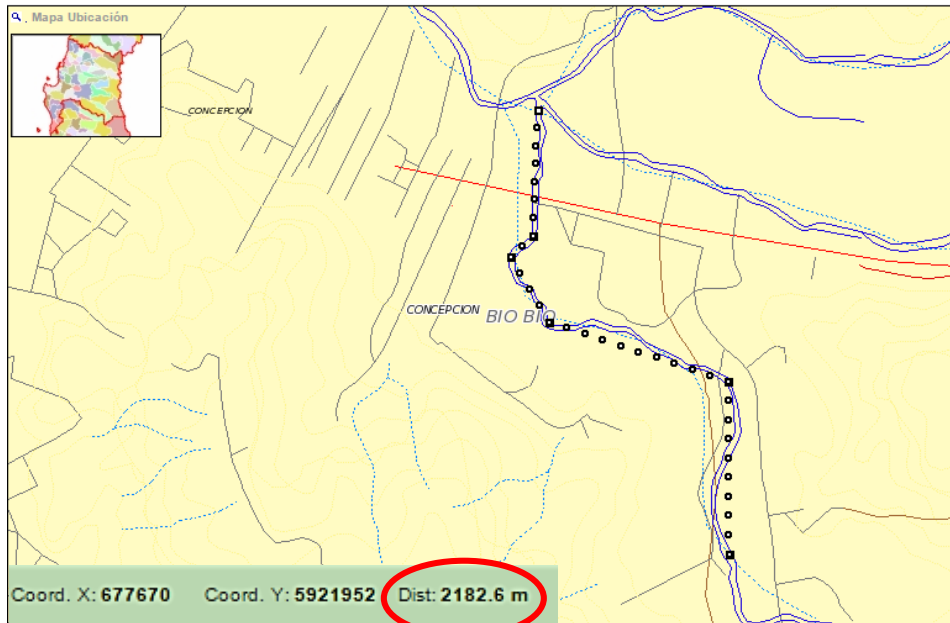 Mapa Ubicación
CONCEPCION
CONCEPCION
BIO BIO
Coord. X: 677670 Coord. Y: 5921952 Dist: 2182.6 m